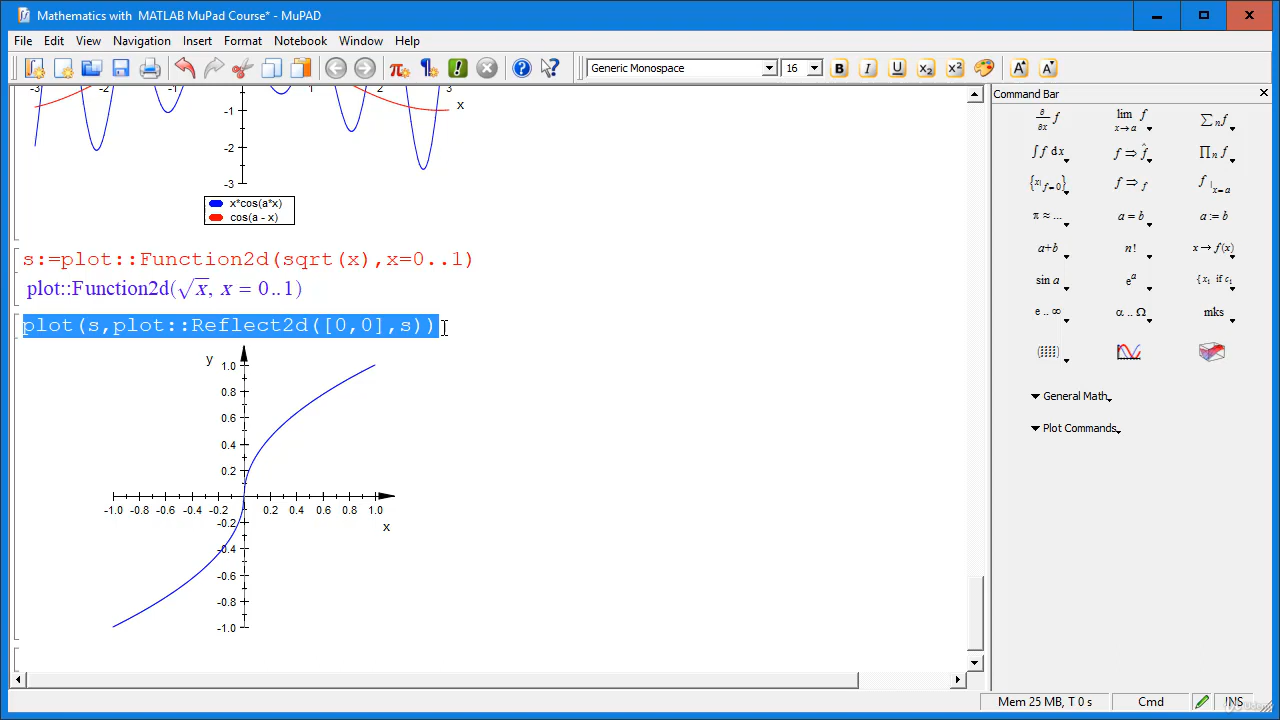 Mathematics with MATLAB MuPad Course* - MuPAD
File Edit View Navigation Insert Format Notebook Window Help
Generic Monospace 16 B I U x₂ x² A A
Command Bar
∂/∂x f lim x→a f ∑n f
∫f dx f ⇒ f̂ ∏n f
{x|f=0} f ⇒ f f |x=a
π ≈ ... a = b a := b
a+b n! x → f(x)
sin a eᵃ
e .. ∞ α .. Ω mks
General Math
Plot Commands
-3 -2 -1 1 2 3 x
-1
-2
-3
x*cos(a*x)
cos(a - x)
s:=plot::Function2d(sqrt(x),x=0..1)
plot::Function2d(√x, x = 0..1)
plot(s,plot::Reflect2d([0,0],s))
y
1.0
0.8
0.6
0.4
0.2
-1.0 -0.8 -0.6 -0.4 -0.2 0.2 0.4 0.6 0.8 1.0
x
-0.2
-0.4
-0.6
-0.8
-1.0
Mem 25 MB, T 0 s Cmd INS